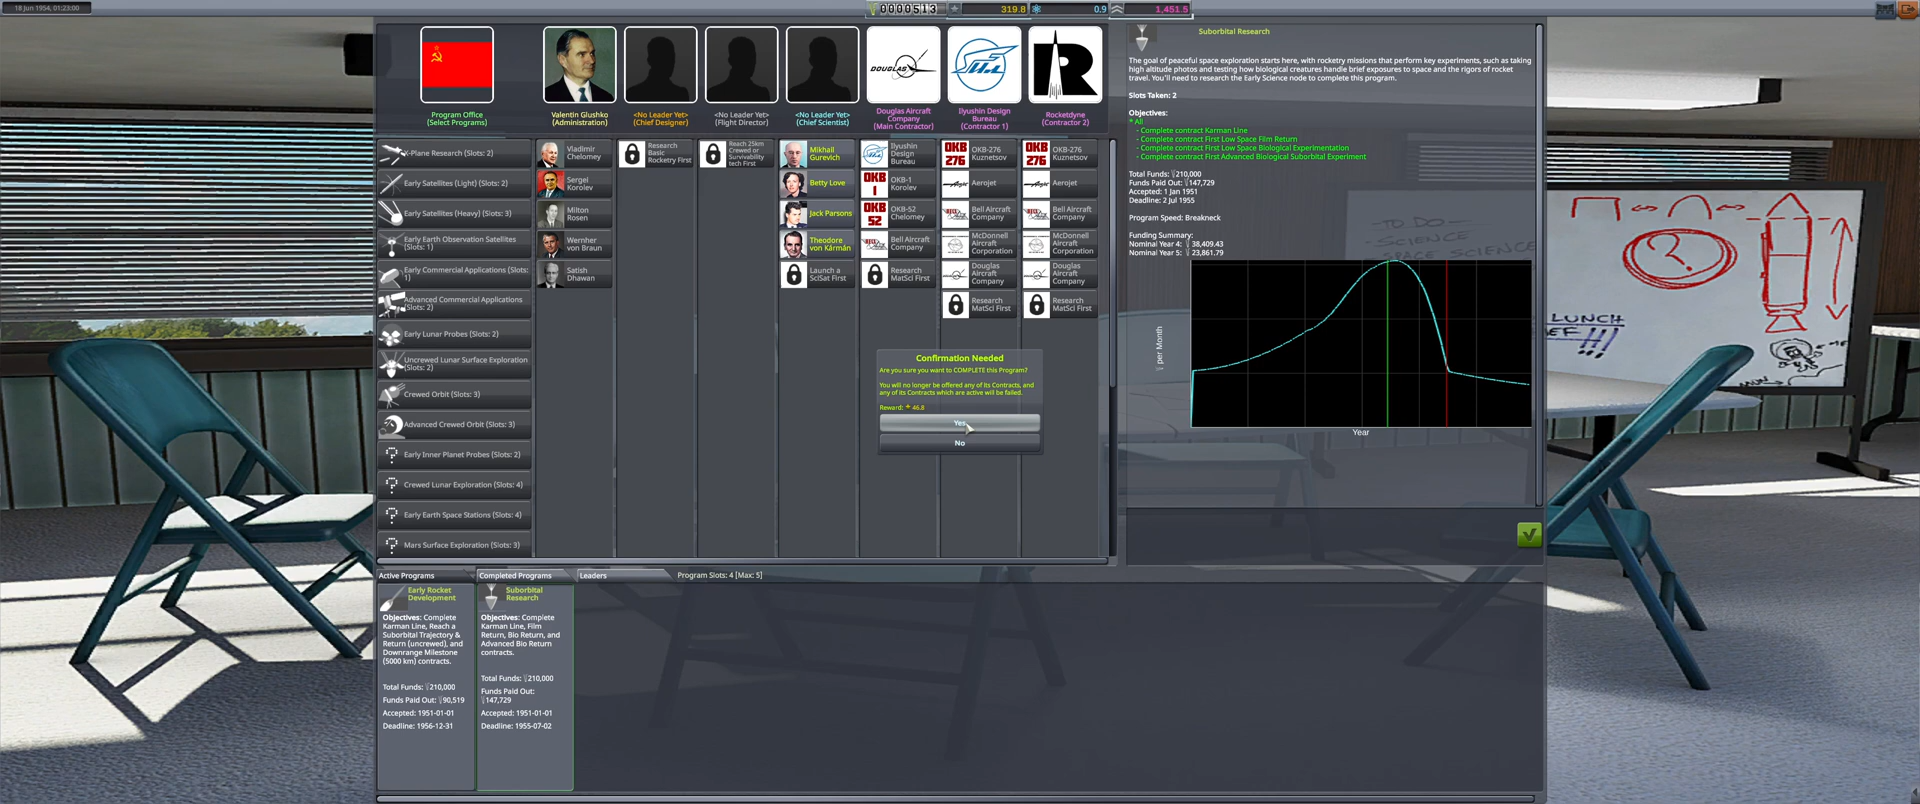 18 Jun 1954, 01:23:00
0000513
319.8
0.9
1,451.5
Program Office
(Select Programs)
Valentin Glushko
(Administration)
<No Leader Yet>
(Chief Designer)
<No Leader Yet>
(Flight Director)
<No Leader Yet>
(Chief Scientist)
DOUGLAS
Douglas Aircraft
Company
(Main Contractor)
Ilyushin Design
Bureau
(Contractor 1)
R
Rocketdyne
(Contractor 2)
X-Plane Research (Slots: 2)
Early Satellites (Light) (Slots: 2)
Early Satellites (Heavy) (Slots: 3)
Early Earth Observation Satellites
(Slots: 1)
Early Commercial Applications (Slots:
1)
Advanced Commercial Applications
(Slots: 2)
Early Lunar Probes (Slots: 2)
Uncrewed Lunar Surface Exploration
(Slots: 2)
Crewed Orbit (Slots: 3)
Advanced Crewed Orbit (Slots: 3)
Early Inner Planet Probes (Slots: 2)
Crewed Lunar Exploration (Slots: 4)
Early Earth Space Stations (Slots: 4)
Mars Surface Exploration (Slots: 3)
Vladimir
Chelomey
Sergei
Korolev
Milton
Rosen
Wernher
von Braun
Satish
Dhawan
Research
Basic
Rocketry First
Reach 25km
Crewed or
Survivability
tech First
Mikhail
Gurevich
Betty Love
Jack Parsons
Theodore
von Kármán
Launch a
SciSat First
Ilyushin
Design
Bureau
OKB
1
OKB-1
Korolev
OKB
52
OKB-52
Chelomey
Bell Aircraft
Company
Research
MatSci First
OKB
276
OKB-276
Kuznetsov
Aerojet
Bell Aircraft
Company
McDonnell
Aircraft
Corporation
Douglas
Aircraft
Company
Research
MatSci First
OKB
276
OKB-276
Kuznetsov
Aerojet
Bell Aircraft
Company
McDonnell
Aircraft
Corporation
Douglas
Aircraft
Company
Research
MatSci First
Confirmation Needed
Are you sure you want to COMPLETE this Program?
You will no longer be offered any of its Contracts, and
any of its Contracts which are active will be failed.
Reward: + 46.8
Yes
No
Suborbital Research
The goal of peaceful space exploration starts here, with rocketry missions that perform key experiments, such as taking
high altitude photos and testing how biological creatures handle brief exposures to space and the rigors of rocket
travel. You'll need to research the Early Science node to complete this program.
Slots Taken: 2
Objectives:
* All
- Complete contract Karman Line
- Complete contract First Low Space Film Return
- Complete contract First Low Space Biological Experimentation
- Complete contract First Advanced Biological Suborbital Experiment
Total Funds: 210,000
Funds Paid Out: 147,729
Accepted: 1 Jan 1951
Deadline: 2 Jul 1955
Program Speed: Breakneck
Funding Summary:
Nominal Year 4: 38,409.43
Nominal Year 5: 23,861.79
per Month
Year
-TO DO-
-SCIENCE
SPACE SCIENCE
LUNCH
!!!
?
Active Programs
Completed Programs
Leaders
Program Slots: 4 [Max: 5]
Early Rocket
Development
Objectives: Complete
Karman Line, Reach a
Suborbital Trajectory &
Return (uncrewed), and
Downrange Milestone
(5000 km) contracts.
Total Funds: 210,000
Funds Paid Out: 90,519
Accepted: 1951-01-01
Deadline: 1956-12-31
Suborbital
Research
Objectives: Complete
Karman Line, Film
Return, Bio Return, and
Advanced Bio Return
contracts.
Total Funds: 210,000
Funds Paid Out:
147,729
Accepted: 1951-01-01
Deadline: 1955-07-02